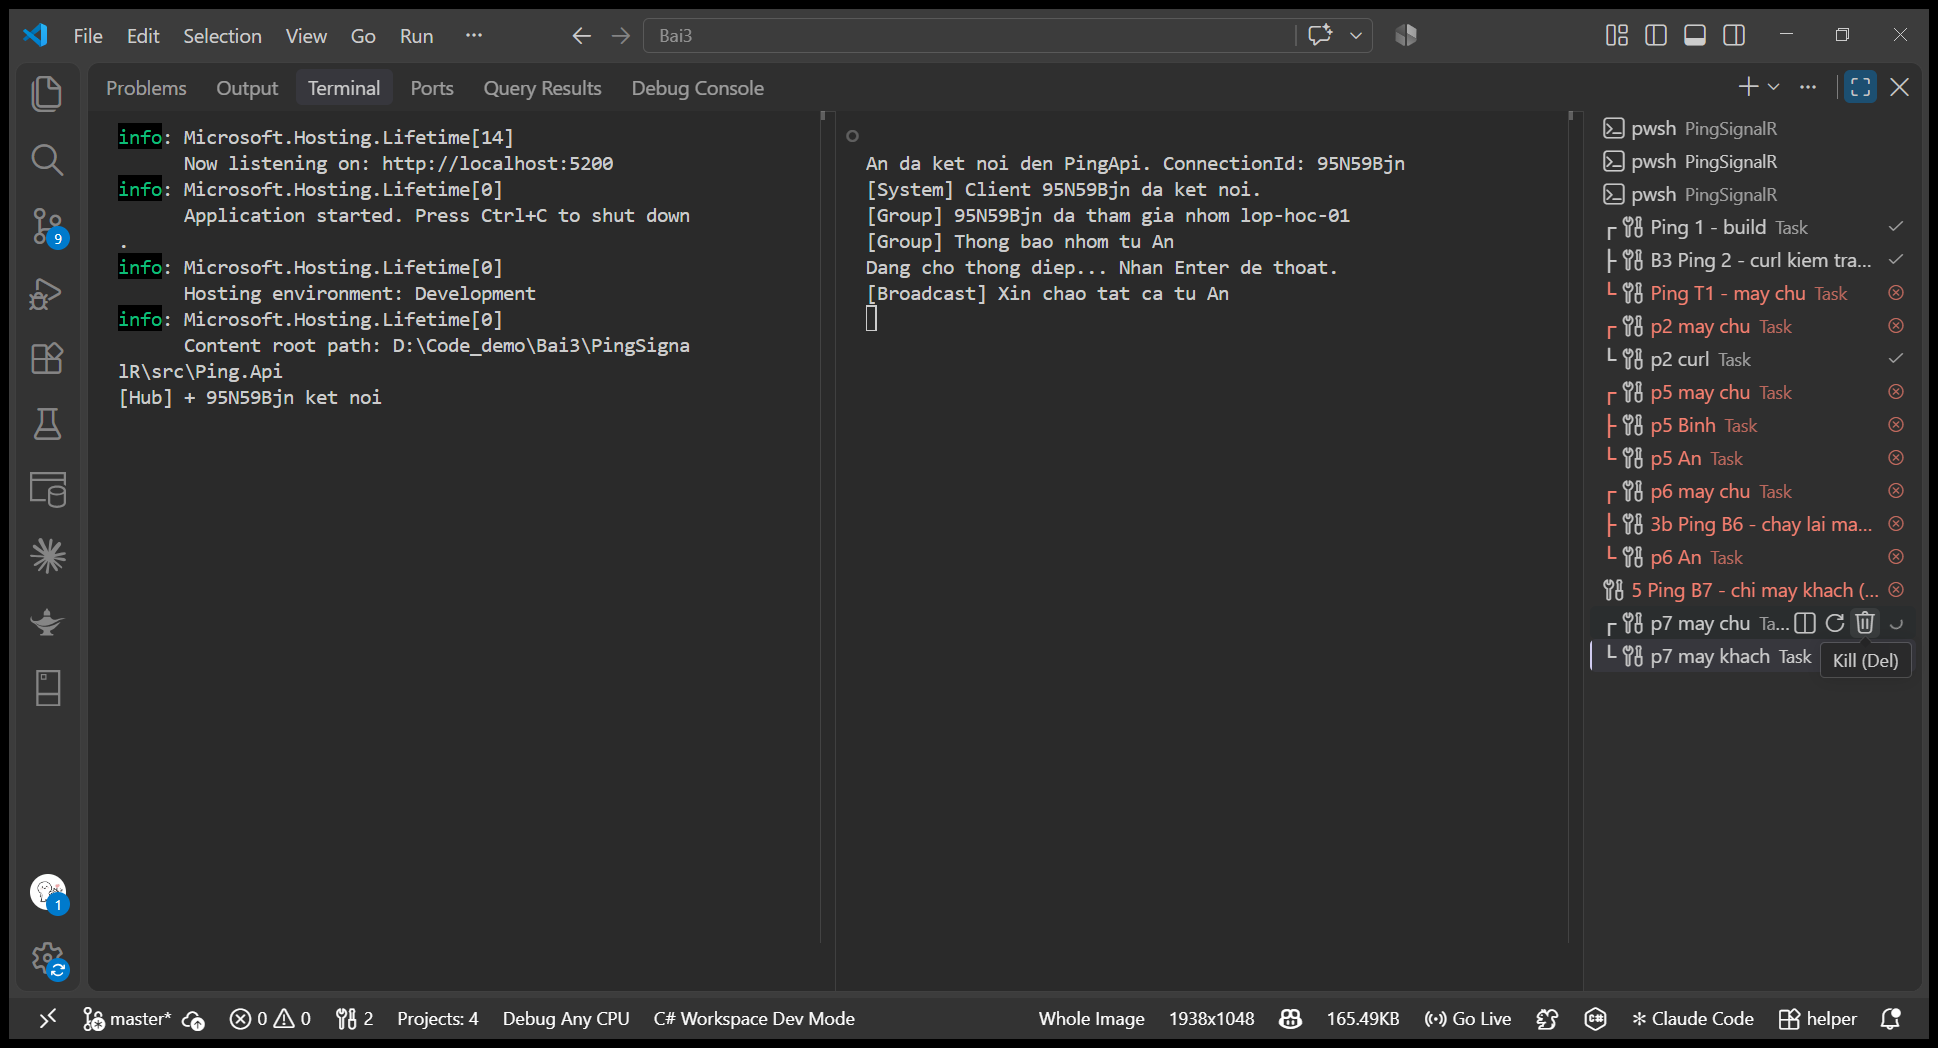 File Edit Selection View Go Run ··· Bai3
Problems Output Terminal Ports Query Results Debug Console
info: Microsoft.Hosting.Lifetime[14]
Now listening on: http://localhost:5200
info: Microsoft.Hosting.Lifetime[0]
Application started. Press Ctrl+C to shut down
.
info: Microsoft.Hosting.Lifetime[0]
Hosting environment: Development
info: Microsoft.Hosting.Lifetime[0]
Content root path: D:\Code_demo\Bai3\PingSigna
lR\src\Ping.Api
[Hub] + 95N59Bjn ket noi
An da ket noi den PingApi. ConnectionId: 95N59Bjn
[System] Client 95N59Bjn da ket noi.
[Group] 95N59Bjn da tham gia nhom lop-hoc-01
[Group] Thong bao nhom tu An
Dang cho thong diep... Nhan Enter de thoat.
[Broadcast] Xin chao tat ca tu An
pwsh PingSignalR
pwsh PingSignalR
pwsh PingSignalR
Ping 1 - build Task
B3 Ping 2 - curl kiem tra...
Ping T1 - may chu Task
p2 may chu Task
p2 curl Task
p5 may chu Task
p5 Binh Task
p5 An Task
p6 may chu Task
3b Ping B6 - chay lai ma...
p6 An Task
5 Ping B7 - chi may khach (...
p7 may chu Ta...
p7 may khach Task
Kill (Del)
9
1
master* 0 0 2 Projects: 4 Debug Any CPU C# Workspace Dev Mode Whole Image 1938x1048 165.49KB Go Live C# Claude Code helper